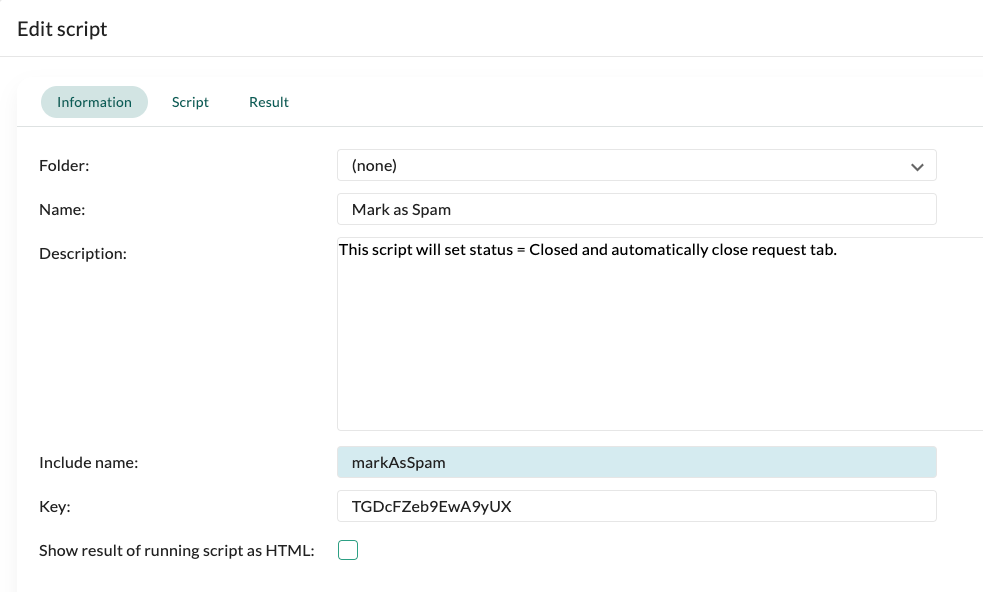 Edit script
Information Script Result
Folder: (none)
Name: Mark as Spam
Description: This script will set status = Closed and automatically close request tab.
Include name: markAsSpam
Key: TGDcFZeb9EwA9yUX
Show result of running script as HTML: